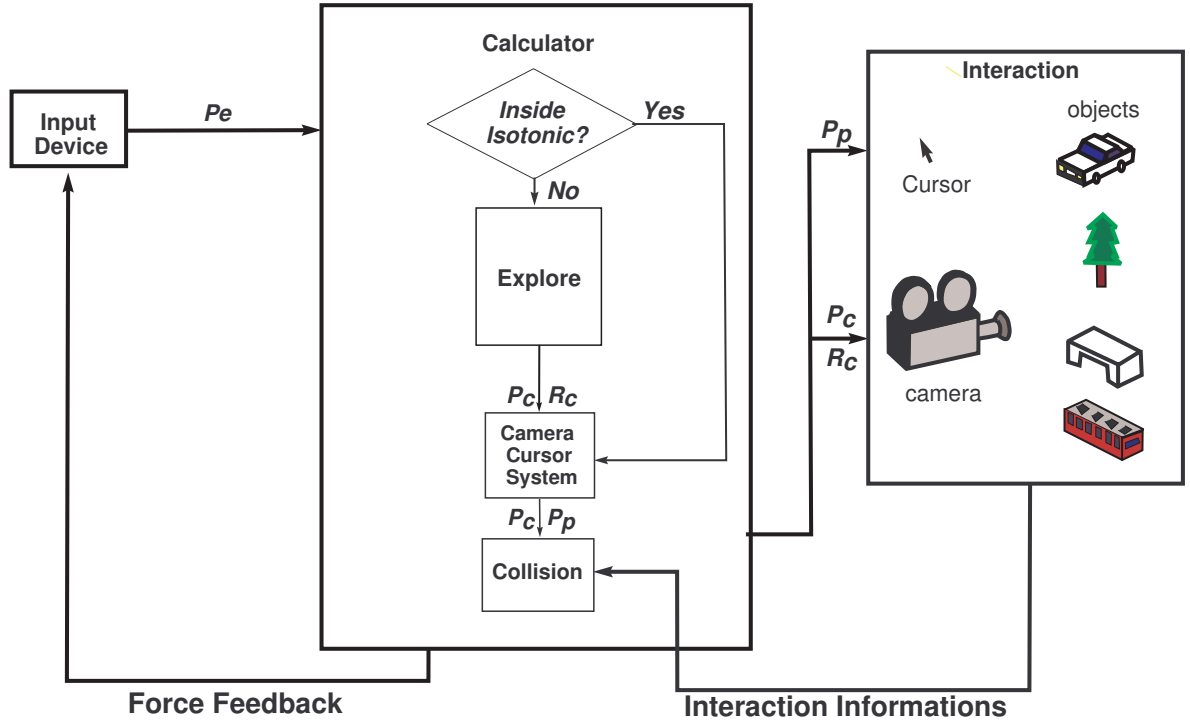 Calculator
Input
Device
Pe
Inside
Isotonic?
Yes
No
Explore
Pc Rc
Camera
Cursor
System
Pc Pp
Collision
Pp
Pc
Rc
Interaction
objects
Cursor
camera
Force Feedback
Interaction Informations